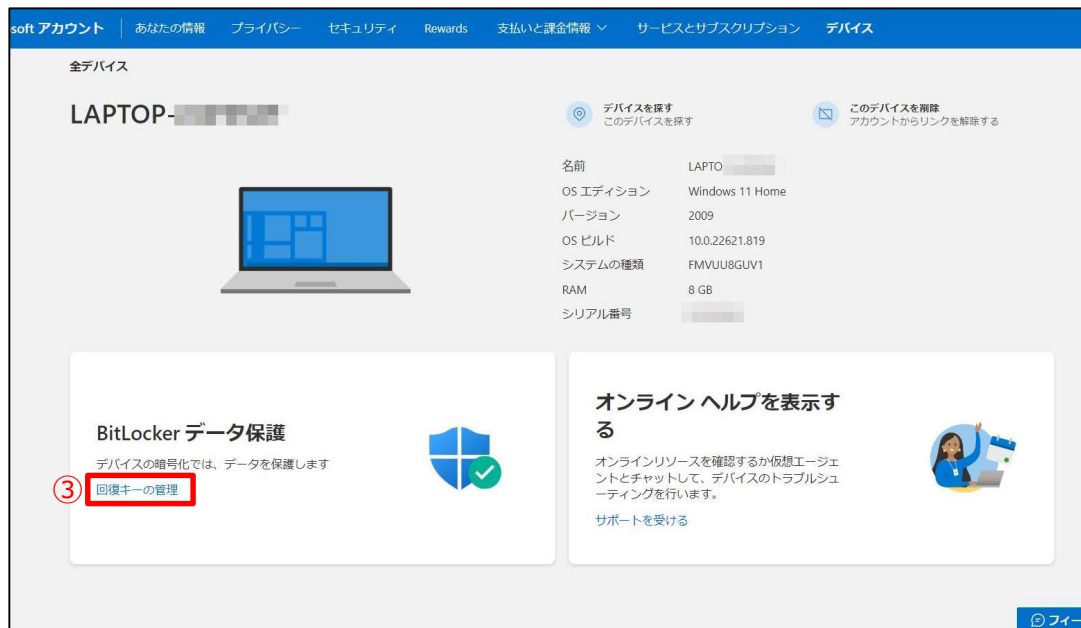 soft アカウント あなたの情報 プライバシー セキュリティ Rewards 支払いと課金情報 サービスとサブスクリプション デバイス
全デバイス
LAPTOP-
デバイスを探す
このデバイスを探す
このデバイスを削除
アカウントからリンクを解除する
名前 LAPTO
OS エディション Windows 11 Home
バージョン 2009
OS ビルド 10.0.22621.819
システムの種類 FMVUU8GUV1
RAM 8 GB
シリアル番号
BitLocker データ保護
デバイスの暗号化では、データを保護します
③ 回復キーの管理
オンライン ヘルプを表示す
る
オンラインリソースを確認するか仮想エージェ
ントとチャットして、デバイスのトラブルシュ
ーティングを行います。
サポートを受ける
フィー